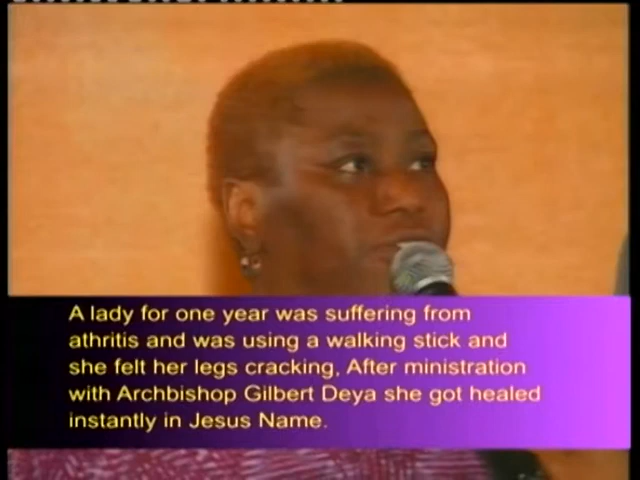 A lady for one year was suffering from
athritis and was using a walking stick and
she felt her legs cracking, After ministration
with Archbishop Gilbert Deya she got healed
instantly in Jesus Name.